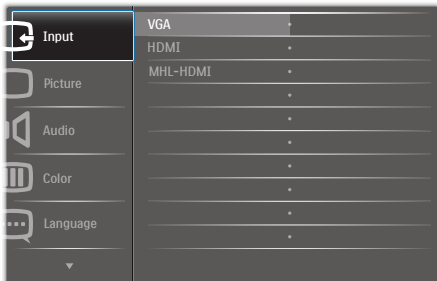 Input
Picture
Audio
Color
Language
VGA
HDMI
MHL-HDMI